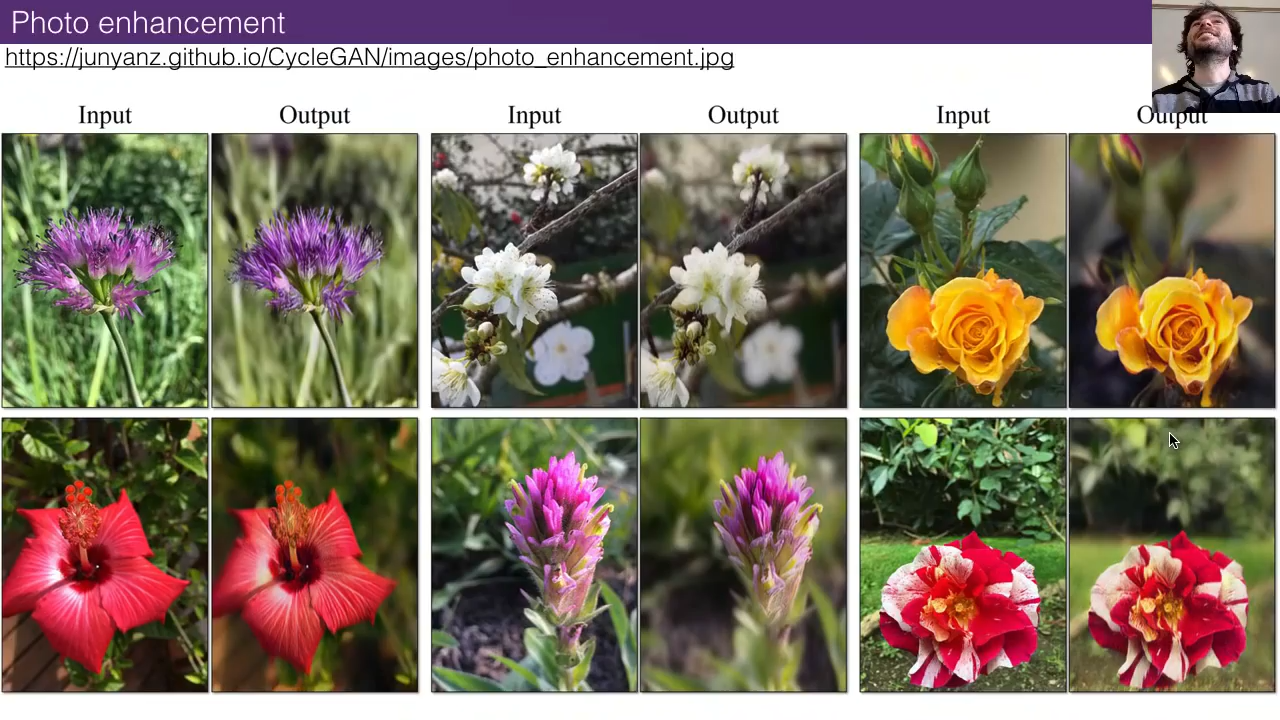 Photo enhancement
https://junyanz.github.io/CycleGAN/images/photo_enhancement.jpg
Input Output Input Output Input Output